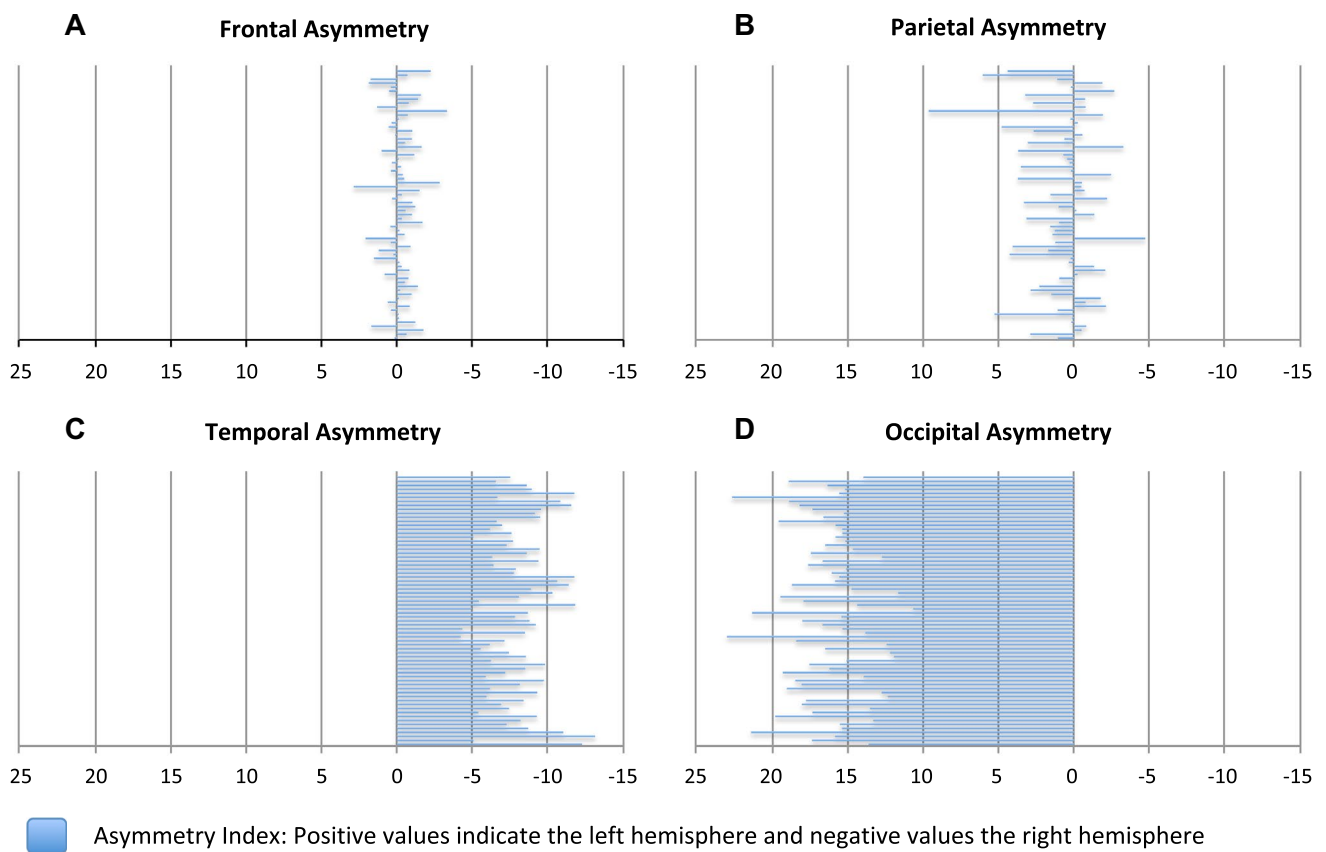 A Frontal Asymmetry
B Parietal Asymmetry
25 20 15 10 5 0 -5 -10 -15
25 20 15 10 5 0 -5 -10 -15
C Temporal Asymmetry
D Occipital Asymmetry
25 20 15 10 5 0 -5 -10 -15
25 20 15 10 5 0 -5 -10 -15
Asymmetry Index: Positive values indicate the left hemisphere and negative values the right hemisphere